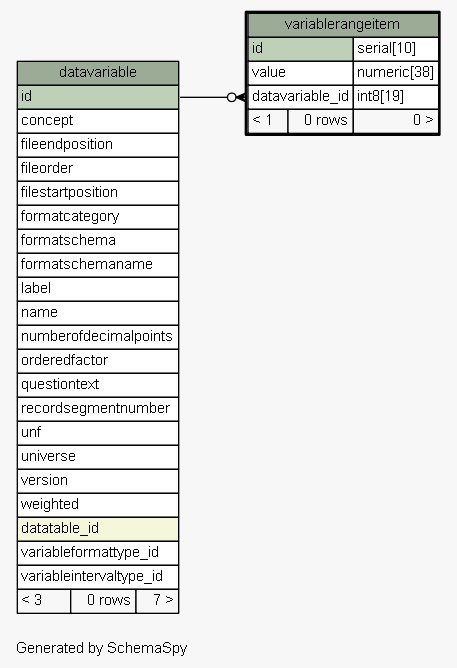 variablerangeitem
id serial[10]
value numeric[38]
datavariable_id int8[19]
< 1 0 rows 0 >
datavariable
id
concept
fileendposition
fileorder
filestartposition
formatcategory
formatschema
formatschemaname
label
name
numberofdecimalpoints
orderedfactor
questiontext
recordsegmentnumber
unf
universe
version
weighted
datatable_id
variableformattype_id
variableintervaltype_id
< 3 0 rows 7 >
Generated by SchemaSpy